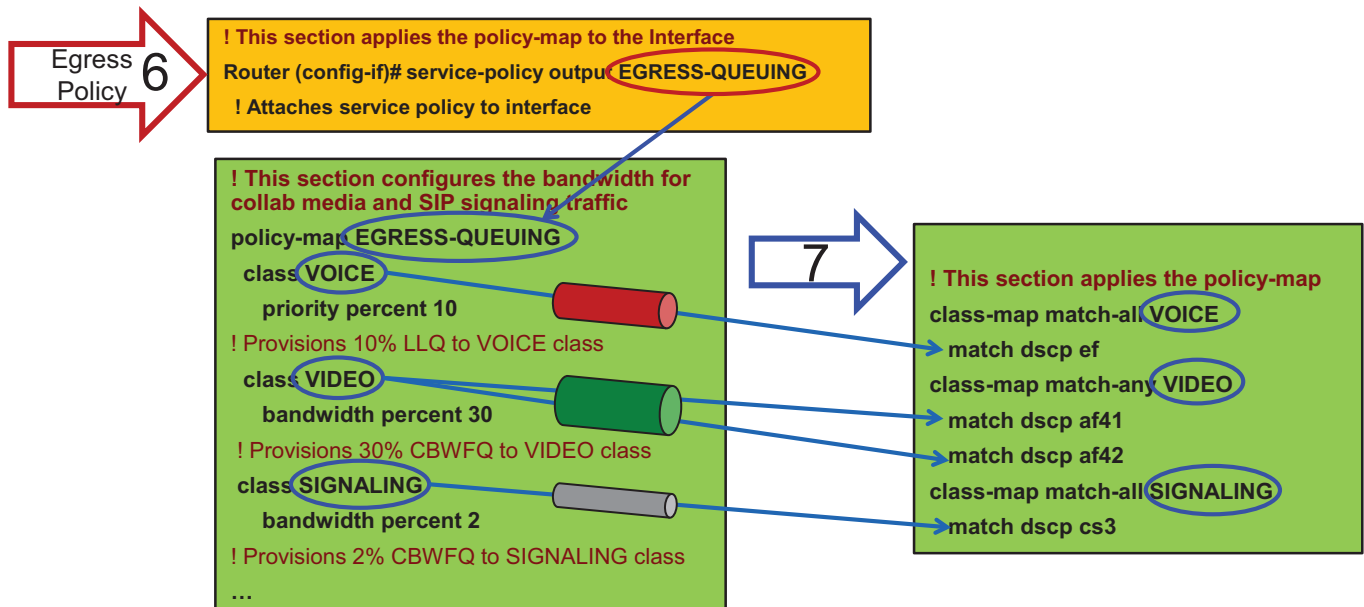 Egress
Policy
6
! This section applies the policy-map to the Interface
Router (config-if)# service-policy output EGRESS-QUEUING
! Attaches service policy to interface
! This section configures the bandwidth for
collab media and SIP signaling traffic
policy-map EGRESS-QUEUING
class VOICE
priority percent 10
! Provisions 10% LLQ to VOICE class
class VIDEO
bandwidth percent 30
! Provisions 30% CBWFQ to VIDEO class
class SIGNALING
bandwidth percent 2
! Provisions 2% CBWFQ to SIGNALING class
…
7
! This section applies the policy-map
class-map match-all VOICE
match dscp ef
class-map match-any VIDEO
match dscp af41
match dscp af42
class-map match-all SIGNALING
match dscp cs3